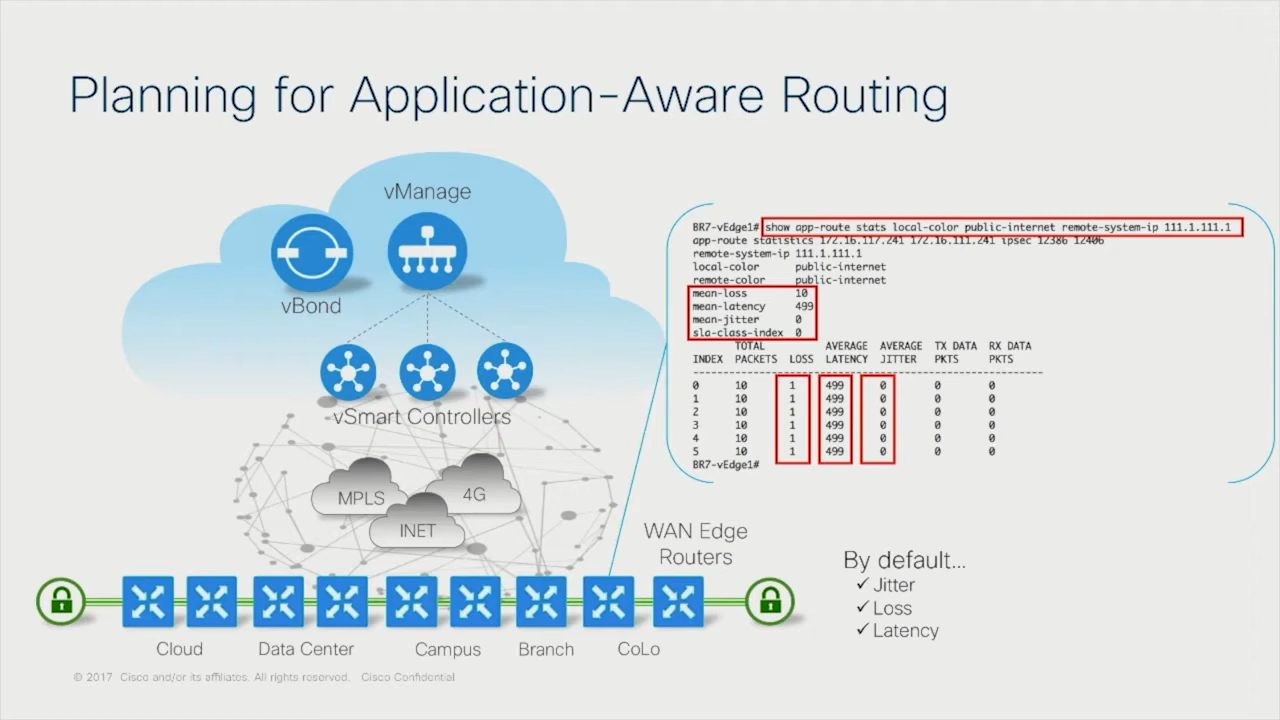 Planning for Application-Aware Routing
vManage
vBond
vSmart Controllers
MPLS
4G
INET
BR7-vEdge1# show app-route stats local-color public-internet remote-system-ip 111.1.111.1
app-route statistics 172.16.117.241 172.16.111.241 ipsec 12386 12406
remote-system-ip 111.1.111.1
local-color public-internet
remote-color public-internet
mean-loss 10
mean-latency 499
mean-jitter 0
sla-class-index 0
TOTAL AVERAGE AVERAGE TX DATA RX DATA
INDEX PACKETS LOSS LATENCY JITTER PKTS PKTS
----------------------------------------------------------
0 10 1 499 0 0 0
1 10 1 499 0 0 0
2 10 1 499 0 0 0
3 10 1 499 0 0 0
4 10 1 499 0 0 0
5 10 1 499 0 0 0
BR7-vEdge1#
WAN Edge
Routers
Cloud
Data Center
Campus
Branch
CoLo
By default...
✓ Jitter
✓ Loss
✓ Latency
© 2017 Cisco and/or its affiliates. All rights reserved. Cisco Confidential